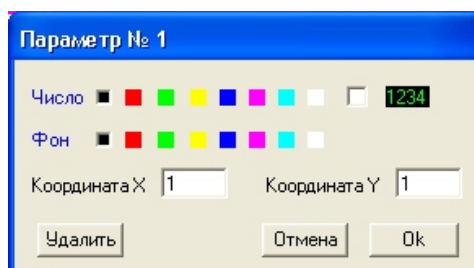 Параметр № 1
Число 1234
Фон
Координата X 1 Координата Y 1
Удалить Отмена Ok